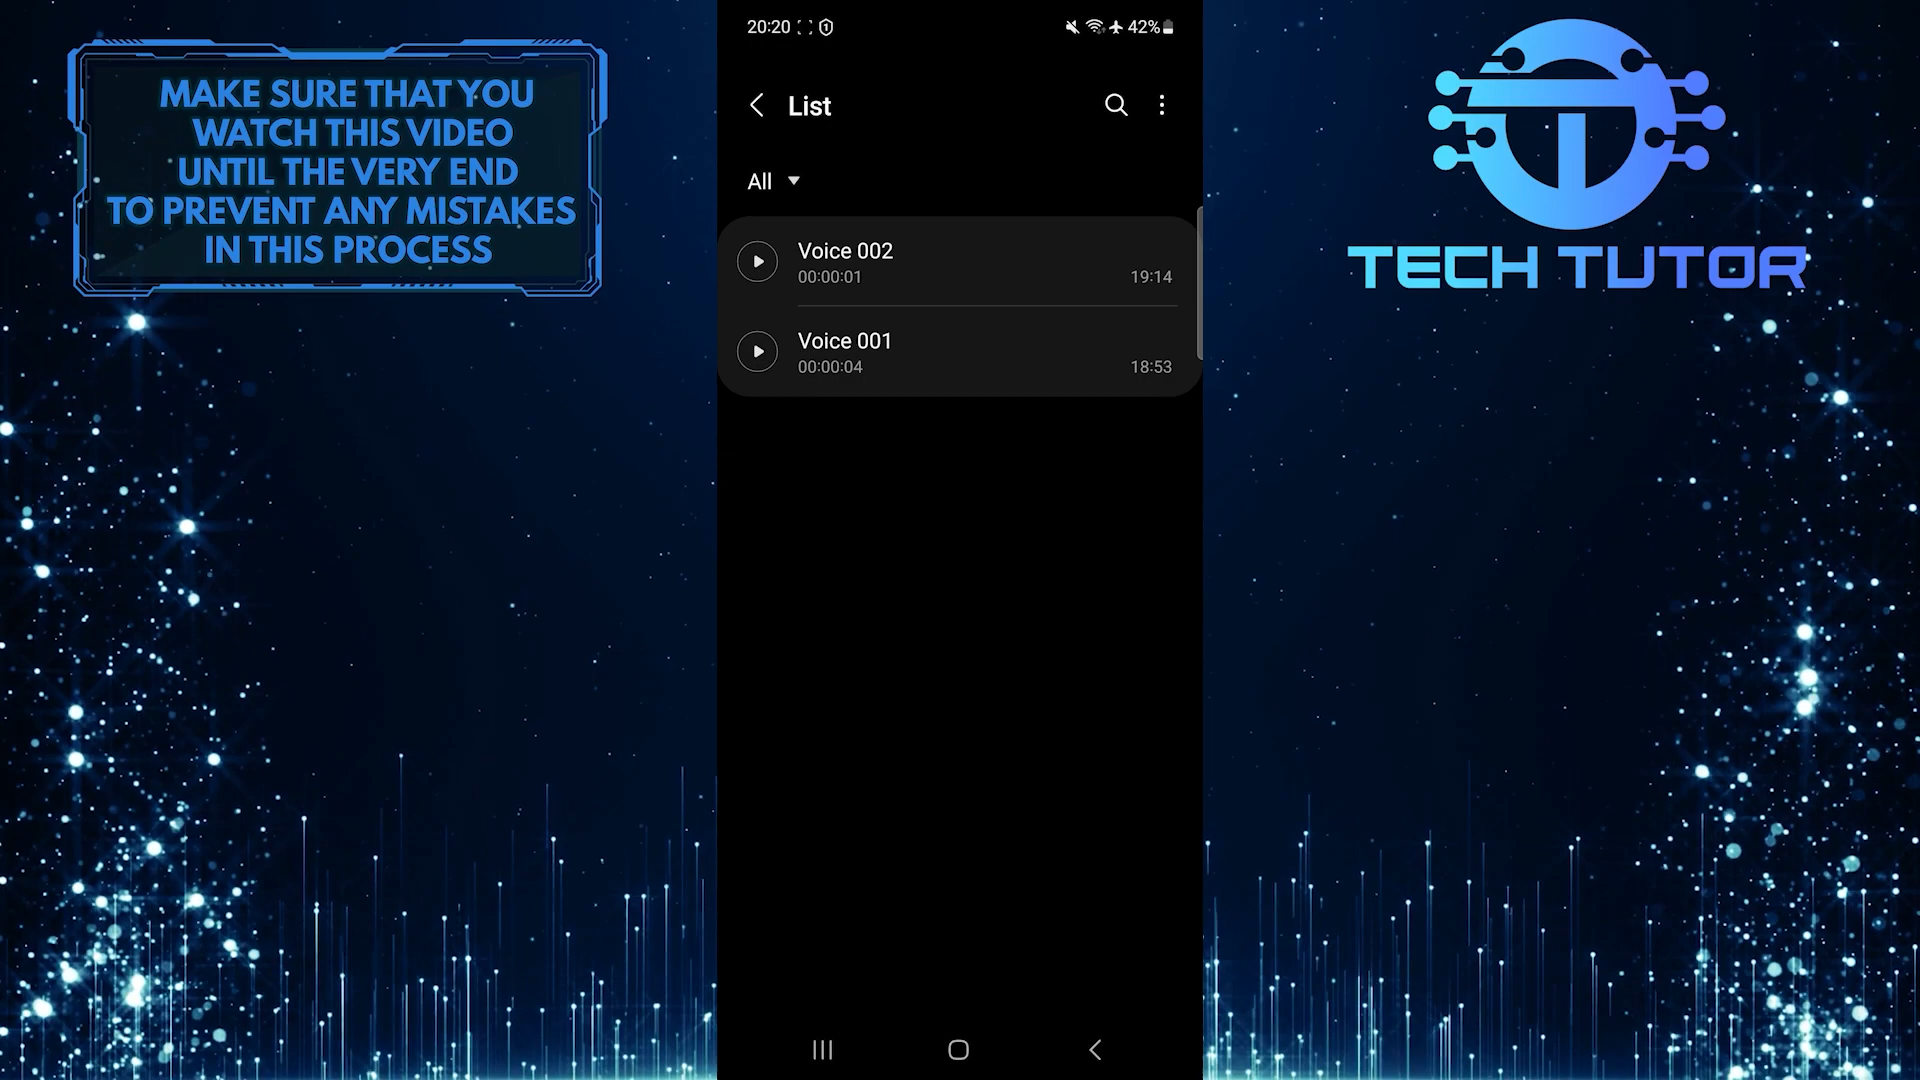 MAKE SURE THAT YOU
WATCH THIS VIDEO
UNTIL THE VERY END
TO PREVENT ANY MISTAKES
IN THIS PROCESS
20:20
42%
List
All
Voice 002
00:00:01
19:14
Voice 001
00:00:04
18:53
TECH TUTOR